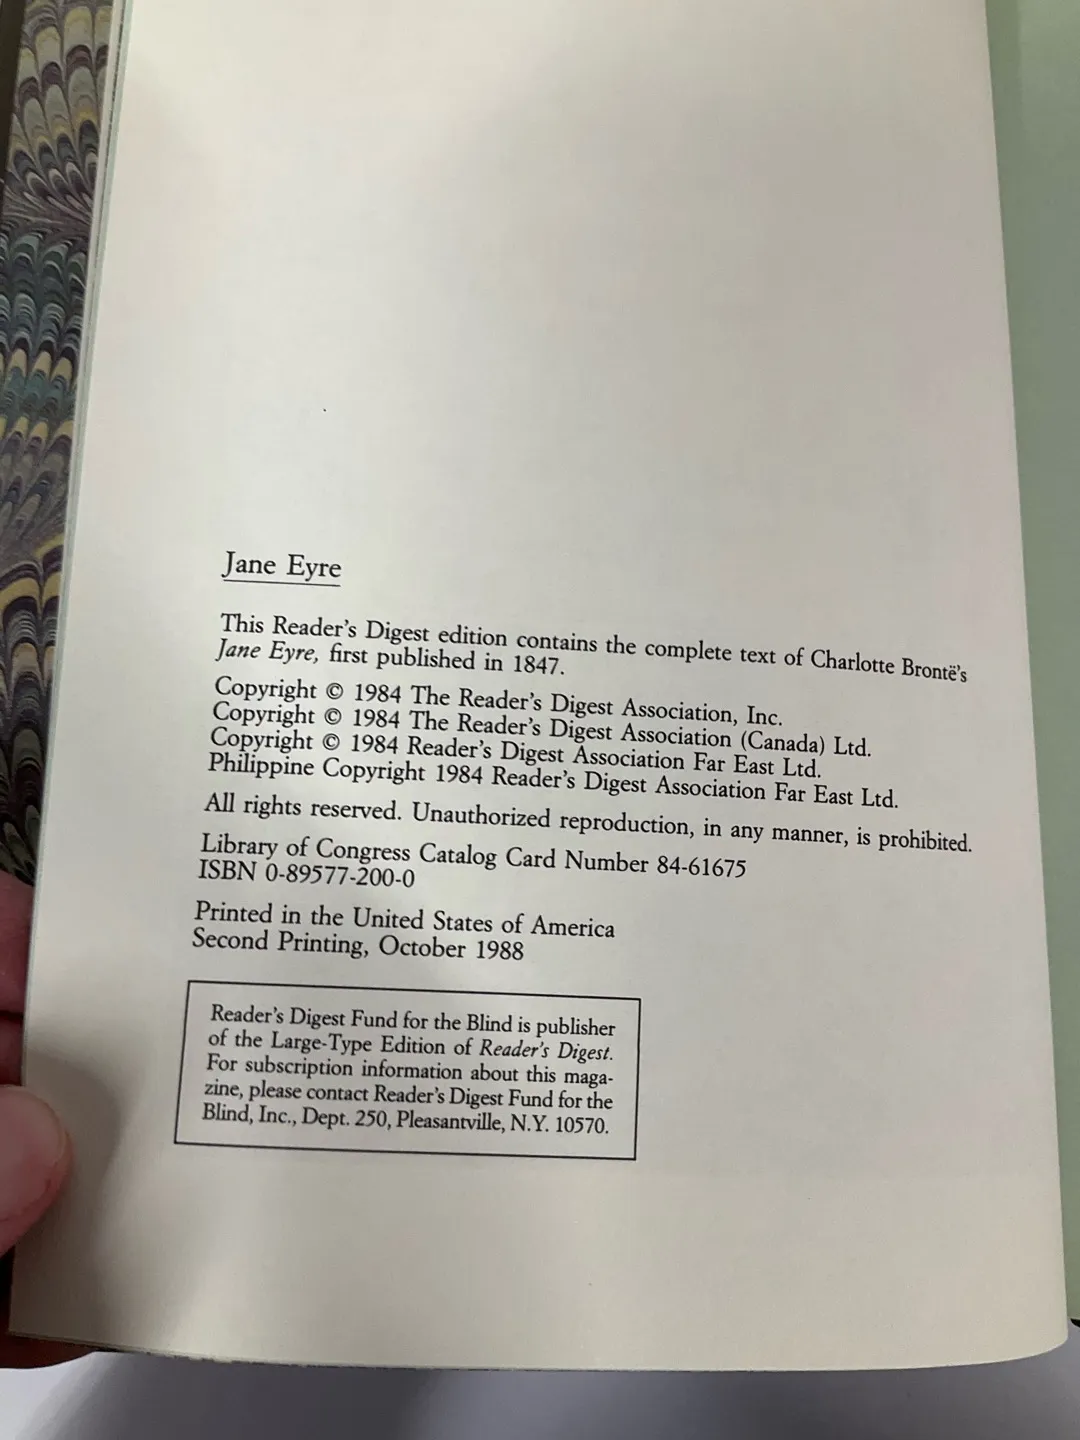 Jane Eyre
This Reader's Digest edition contains the complete text of Charlotte Brontë's
Jane Eyre, first published in 1847.
Copyright © 1984 The Reader's Digest Association, Inc.
Copyright © 1984 The Reader's Digest Association (Canada) Ltd.
Copyright © 1984 Reader's Digest Association Far East Ltd.
Philippine Copyright 1984 Reader's Digest Association Far East Ltd.
All rights reserved. Unauthorized reproduction, in any manner, is prohibited.
Library of Congress Catalog Card Number 84-61675
ISBN 0-89577-200-0
Printed in the United States of America
Second Printing, October 1988
Reader's Digest Fund for the Blind is publisher
of the Large-Type Edition of Reader's Digest.
For subscription information about this maga-
zine, please contact Reader's Digest Fund for the
Blind, Inc., Dept. 250, Pleasantville, N.Y. 10570.